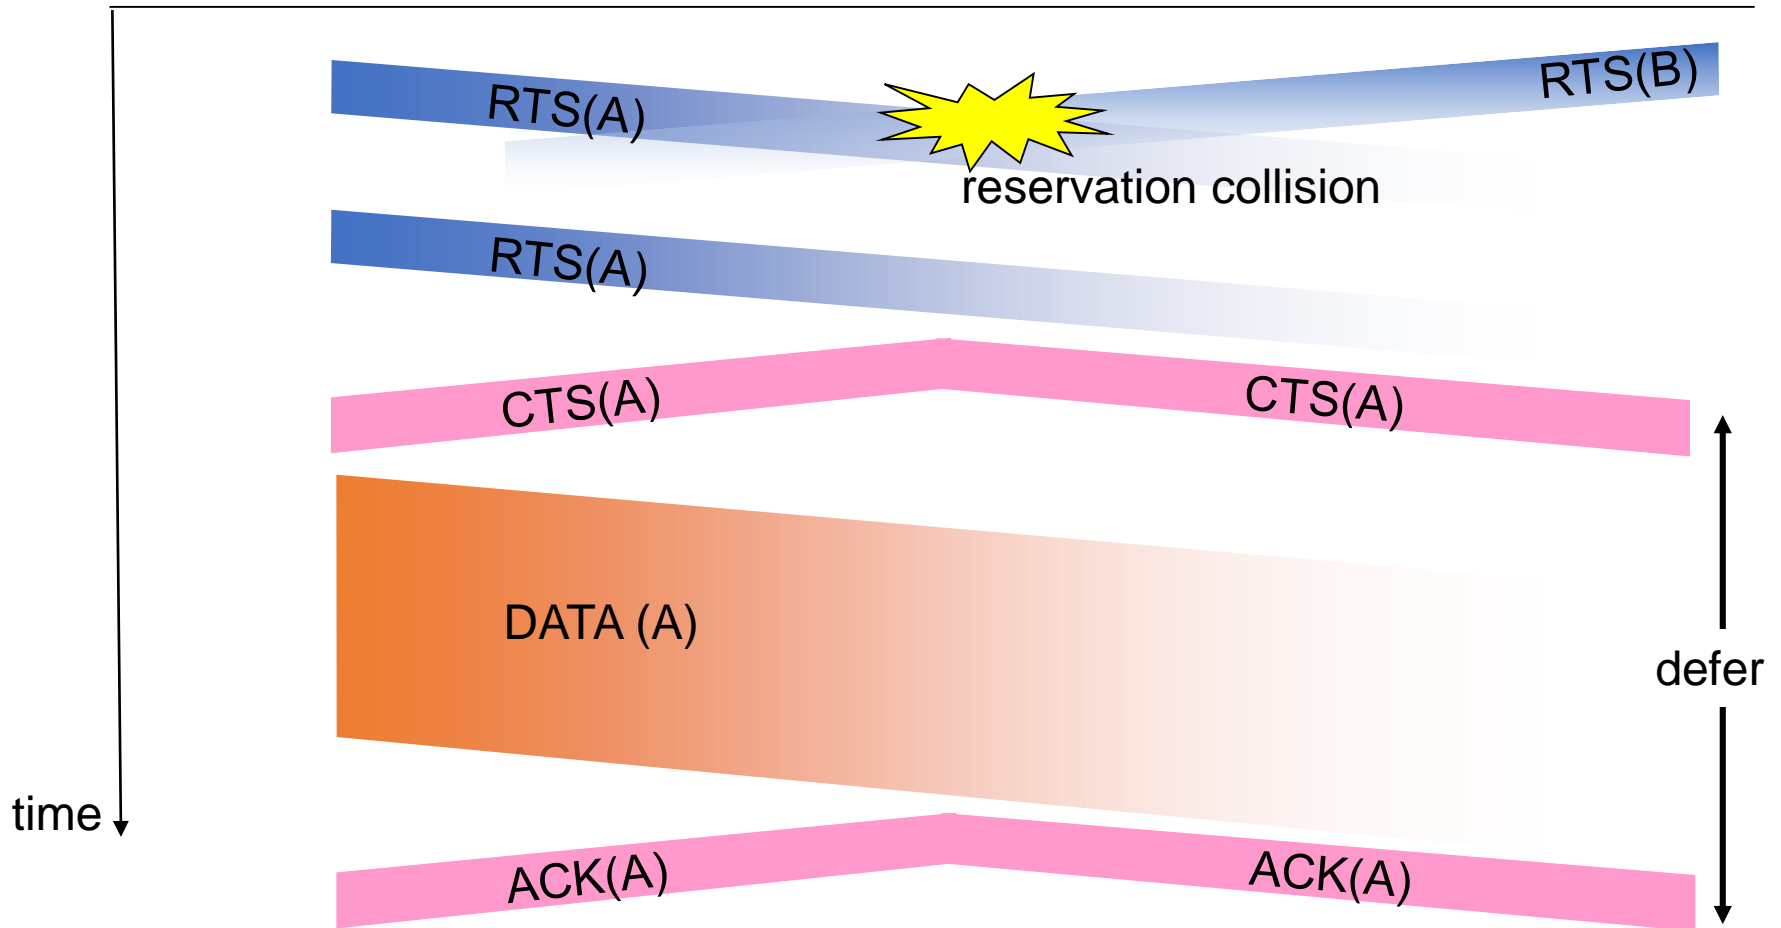 RTS(A)
RTS(B)
reservation collision
RTS(A)
CTS(A)
CTS(A)
DATA (A)
defer
time
ACK(A)
ACK(A)